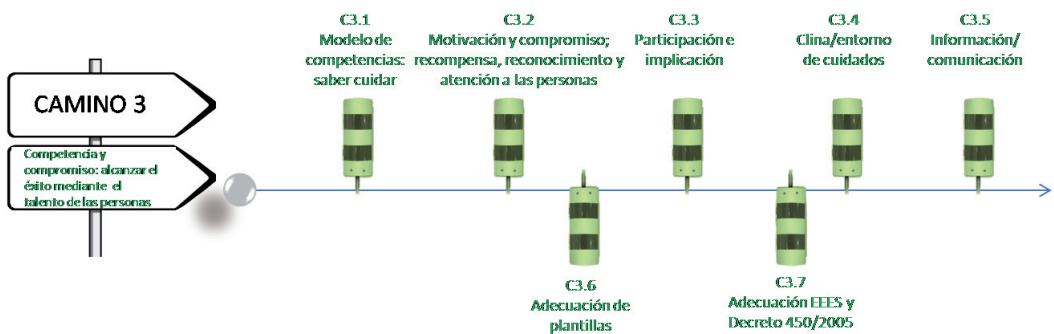 CAMINO 3
Competencia y
compromiso: alcanzar el
éxito mediante el
talento de las personas
C3.1
Modelo de
competencias:
saber cuidar
C3.2
Motivación y compromiso;
recompensa, reconocimiento y
atención a las personas
C3.3
Participación e
implicación
C3.4
Clina/entorno
de cuidados
C3.5
Información/
comunicación
C3.6
Adecuación de
plantillas
C3.7
Adecuación EEES y
Decreto 450/2005